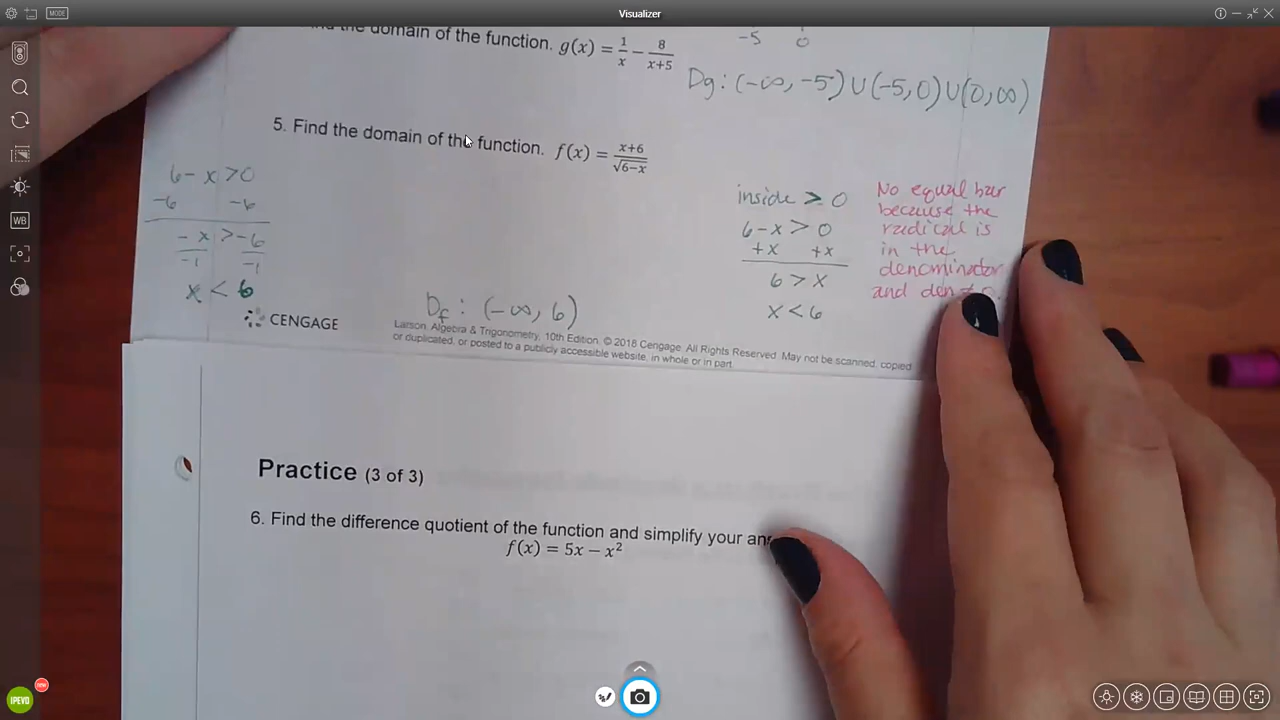 MODE
Visualizer
the domain of the function. g(x) = 1/x − 8/(x+5)
-5 0
Dg: (-∞, -5) ∪ (-5, 0) ∪ (0, ∞)
5. Find the domain of the function. f(x) = (x+6)/√(6−x)
6 - x > 0
-6 -6
- x > -6
-1 -1
x < 6
inside > 0
6-x > 0
+x +x
6 > x
x < 6
No equal bar
because the
radical is
in the
denominator
and den ≠ 0.
Df: (-∞, 6)
CENGAGE
Larson, Algebra & Trigonometry, 10th Edition. © 2018 Cengage. All Rights Reserved. May not be scanned, copied
or duplicated, or posted to a publicly accessible website, in whole or in part.
Practice (3 of 3)
6. Find the difference quotient of the function and simplify your
f(x) = 5x − x²
WB
IPEVO
new